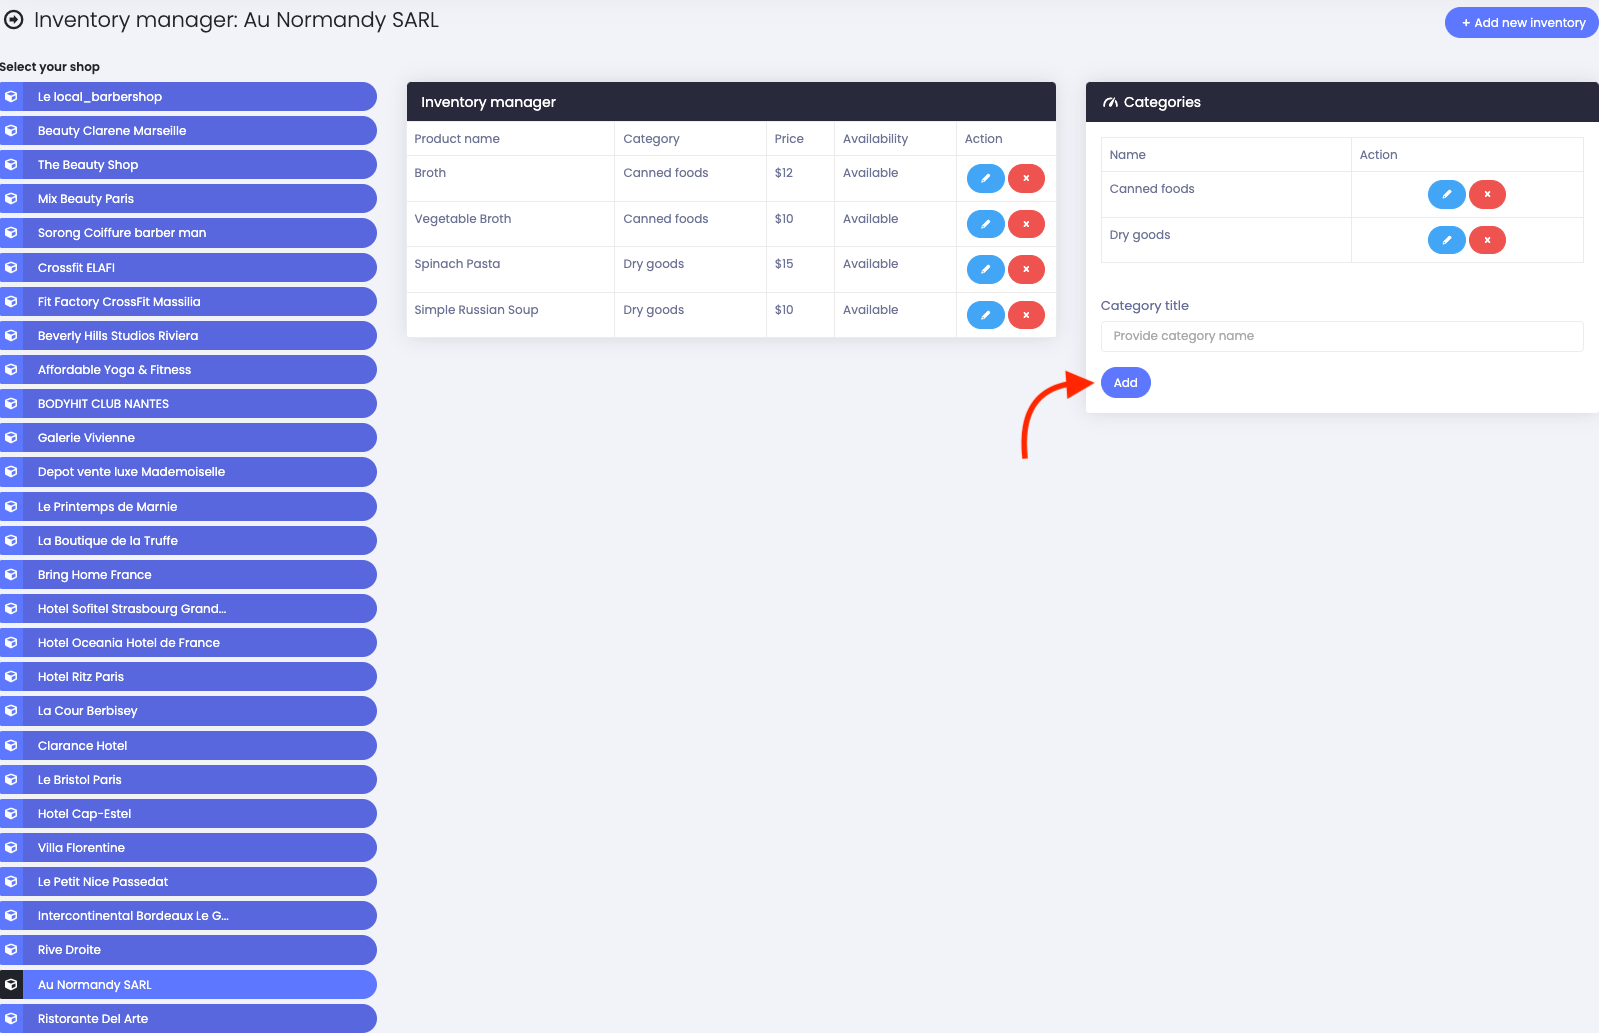 Inventory manager: Au Normandy SARL
+ Add new inventory
Select your shop
Le local_barbershop
Beauty Clarene Marseille
The Beauty Shop
Mix Beauty Paris
Sorong Coiffure barber man
Crossfit ELAFI
Fit Factory CrossFit Massilia
Beverly Hills Studios Riviera
Affordable Yoga & Fitness
BODYHIT CLUB NANTES
Galerie Vivienne
Depot vente luxe Mademoiselle
Le Printemps de Marnie
La Boutique de la Truffe
Bring Home France
Hotel Sofitel Strasbourg Grand...
Hotel Oceania Hotel de France
Hotel Ritz Paris
La Cour Berbisey
Clarance Hotel
Le Bristol Paris
Hotel Cap-Estel
Villa Florentine
Le Petit Nice Passedat
Intercontinental Bordeaux Le G...
Rive Droite
Au Normandy SARL
Ristorante Del Arte
Inventory manager
Product name Category Price Availability Action
Broth Canned foods $12 Available
Vegetable Broth Canned foods $10 Available
Spinach Pasta Dry goods $15 Available
Simple Russian Soup Dry goods $10 Available
Categories
Name Action
Canned foods
Dry goods
Category title
Provide category name
Add